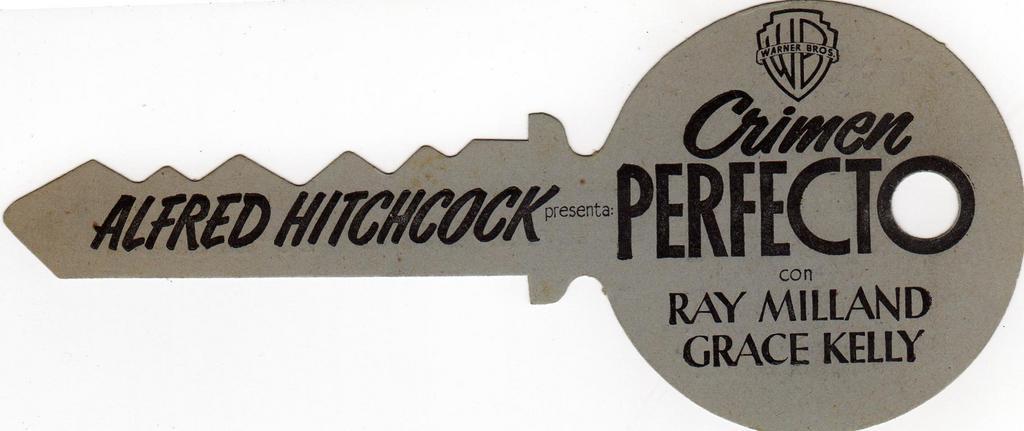 ALFRED HITCHCOCK presenta:
WARNER BROS.
WB
Crimen
PERFECTO
con
RAY MILLAND
GRACE KELLY